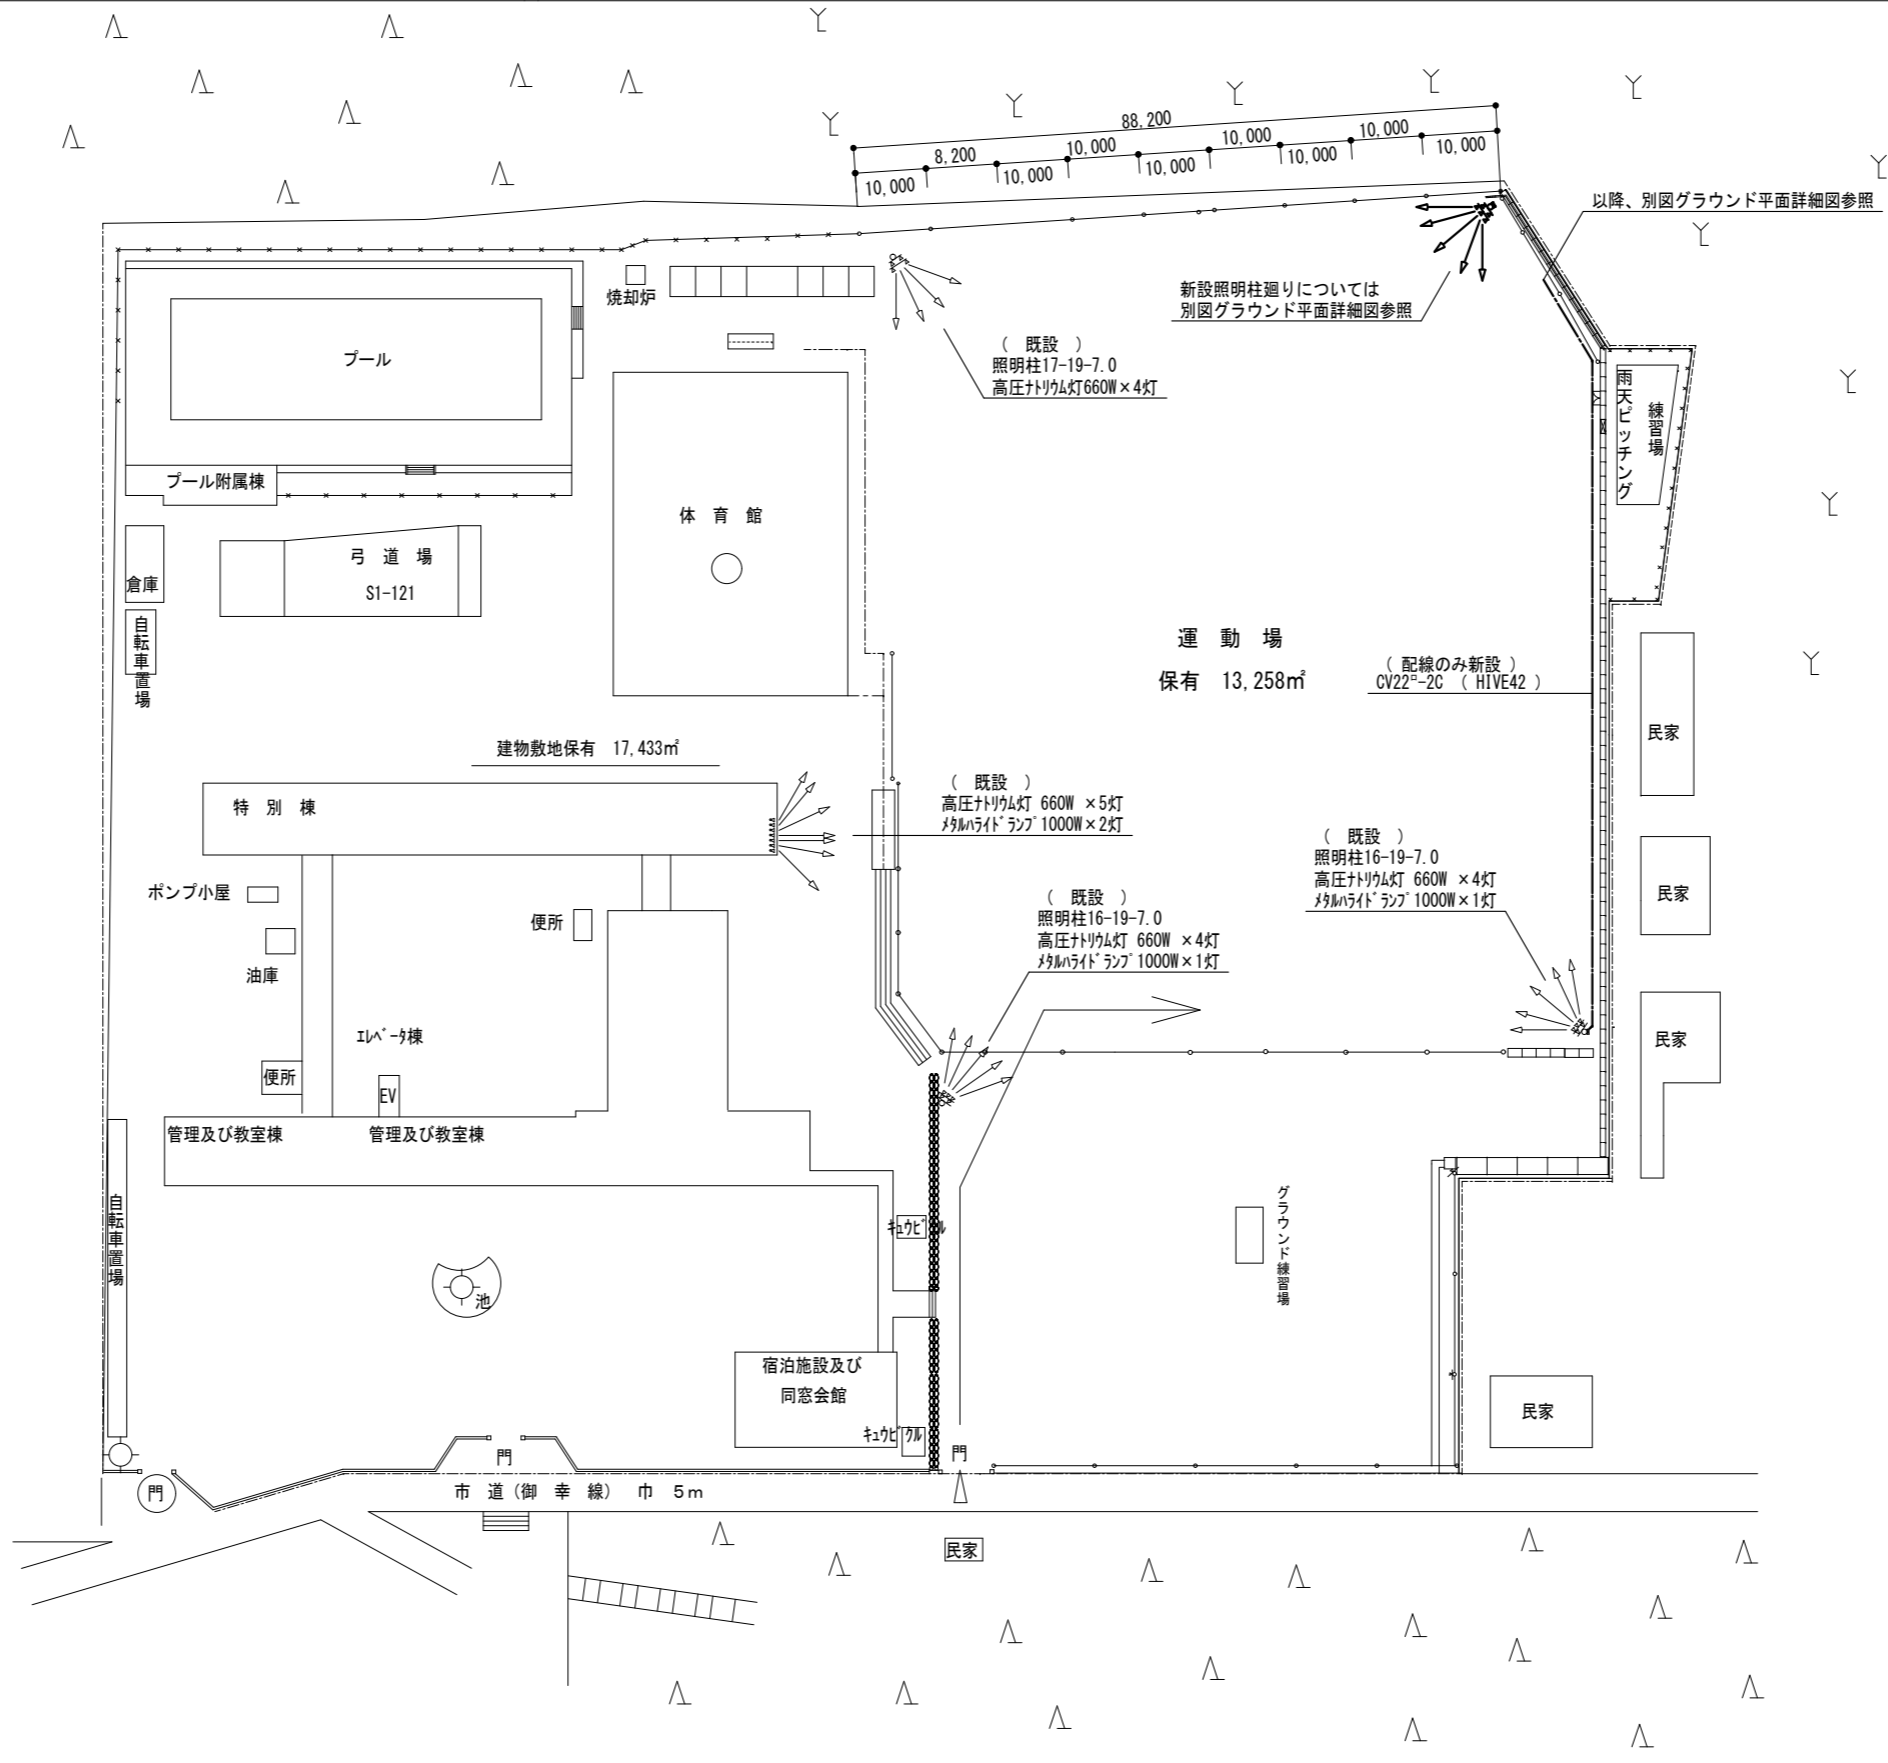 88,200
8,200
10,000
10,000
10,000
10,000
10,000
10,000
10,000
10,000
以降、別図グラウンド平面詳細図参照
新設照明柱廻りについては
別図グラウンド平面詳細図参照
焼却炉
プール
( 既設 )
照明柱17-19-7.0
高圧ﾅﾄﾘｳﾑ灯660W×4灯
雨天ピッチング
練習場
プール附属棟
体 育 館
弓 道 場
S1-121
倉庫
自転車置場
運 動 場
保有 13,258㎡
( 配線のみ新設 )
CV22□-2C ( HIVE42 )
民家
建物敷地保有 17,433㎡
特 別 棟
( 既設 )
高圧ﾅﾄﾘｳﾑ灯 660W ×5灯
ﾒﾀﾙﾊﾗｲﾄﾞﾗﾝﾌﾟ1000W×2灯
( 既設 )
照明柱16-19-7.0
高圧ﾅﾄﾘｳﾑ灯 660W ×4灯
ﾒﾀﾙﾊﾗｲﾄﾞﾗﾝﾌﾟ1000W×1灯
民家
ポンプ小屋
便所
( 既設 )
照明柱16-19-7.0
高圧ﾅﾄﾘｳﾑ灯 660W ×4灯
ﾒﾀﾙﾊﾗｲﾄﾞﾗﾝﾌﾟ1000W×1灯
油庫
ｴﾚﾍﾞｰﾀ棟
民家
便所
EV
管理及び教室棟
管理及び教室棟
自転車置場
ｷｭｳﾋﾞｸﾙ
グラウンド練習場
池
宿泊施設及び
同窓会館
ｷｭｳﾋﾞｸﾙ
民家
門
門
門
市 道(御 幸 線) 巾 5m
民家